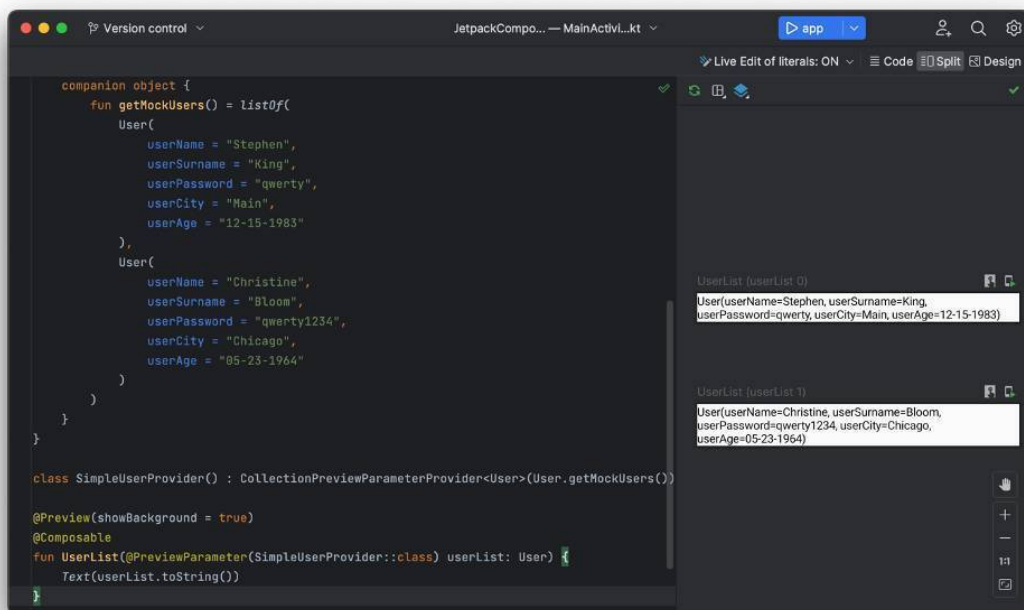 Version control
JetpackCompo... — MainActivi...kt
app
Live Edit of literals: ON
Code
Split
Design
companion object {
fun getMockUsers() = listOf(
User(
userName = "Stephen",
userSurname = "King",
userPassword = "qwerty",
userCity = "Main",
userAge = "12-15-1983"
),
User(
userName = "Christine",
userSurname = "Bloom",
userPassword = "qwerty1234",
userCity = "Chicago",
userAge = "05-23-1964"
)
)
}
}
class SimpleUserProvider() : CollectionPreviewParameterProvider<User>(User.getMockUsers())
@Preview(showBackground = true)
@Composable
fun UserList(@PreviewParameter(SimpleUserProvider::class) userList: User) {
Text(userList.toString())
}
UserList (userList 0)
User(userName=Stephen, userSurname=King,
userPassword=qwerty, userCity=Main, userAge=12-15-1983)
UserList (userList 1)
User(userName=Christine, userSurname=Bloom,
userPassword=qwerty1234, userCity=Chicago,
userAge=05-23-1964)
1:1